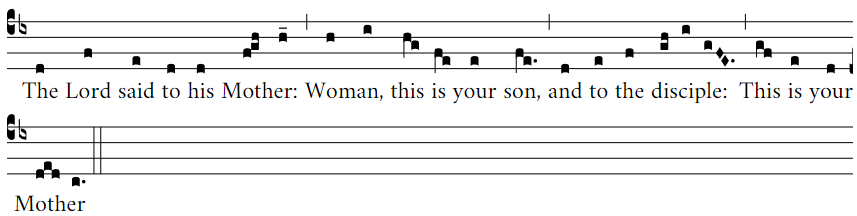 The Lord said to his Mother: Woman, this is your son, and to the disciple: This is your
Mother